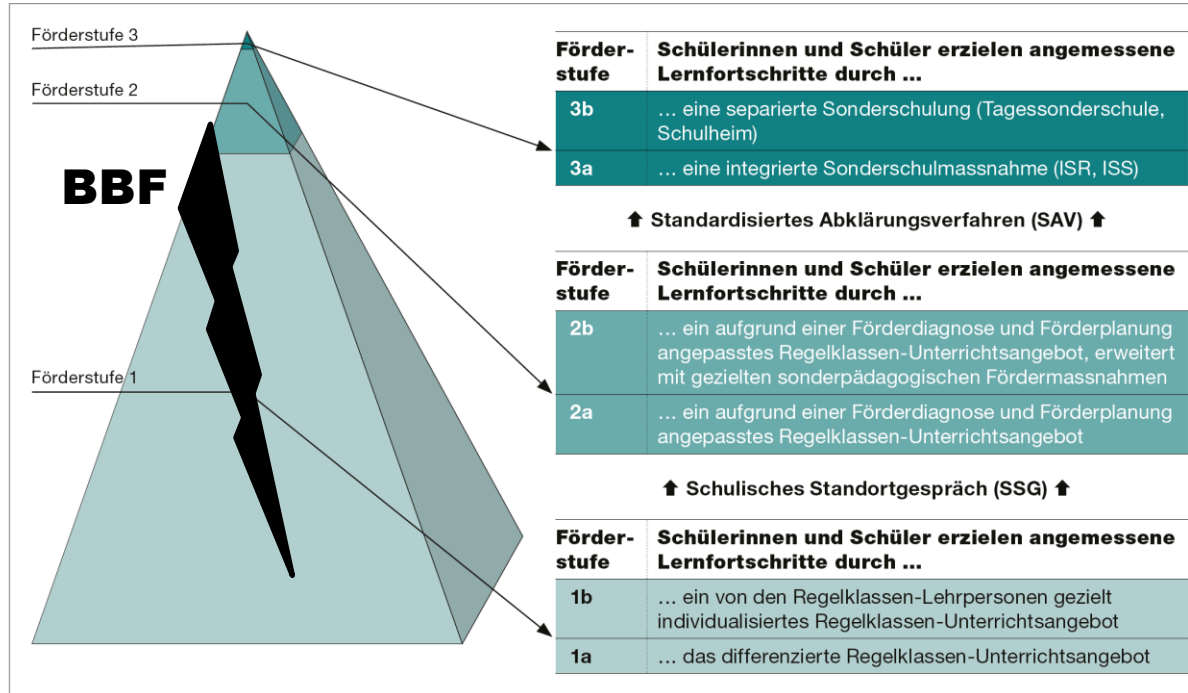 Förderstufe 3
Förderstufe 2
BBF
Förderstufe 1
Förder-
stufe
Schülerinnen und Schüler erzielen angemessene
Lernfortschritte durch ...
3b
... eine separierte Sonderschulung (Tagessonderschule,
Schulheim)
3a
... eine integrierte Sonderschulmassnahme (ISR, ISS)
⬆ Standardisiertes Abklärungsverfahren (SAV) ⬆
Förder-
stufe
Schülerinnen und Schüler erzielen angemessene
Lernfortschritte durch ...
2b
... ein aufgrund einer Förderdiagnose und Förderplanung
angepasstes Regelklassen-Unterrichtsangebot, erweitert
mit gezielten sonderpädagogischen Fördermassnahmen
2a
... ein aufgrund einer Förderdiagnose und Förderplanung
angepasstes Regelklassen-Unterrichtsangebot
⬆ Schulisches Standortgespräch (SSG) ⬆
Förder-
stufe
Schülerinnen und Schüler erzielen angemessene
Lernfortschritte durch ...
1b
... ein von den Regelklassen-Lehrpersonen gezielt
individualisiertes Regelklassen-Unterrichtsangebot
1a
... das differenzierte Regelklassen-Unterrichtsangebot